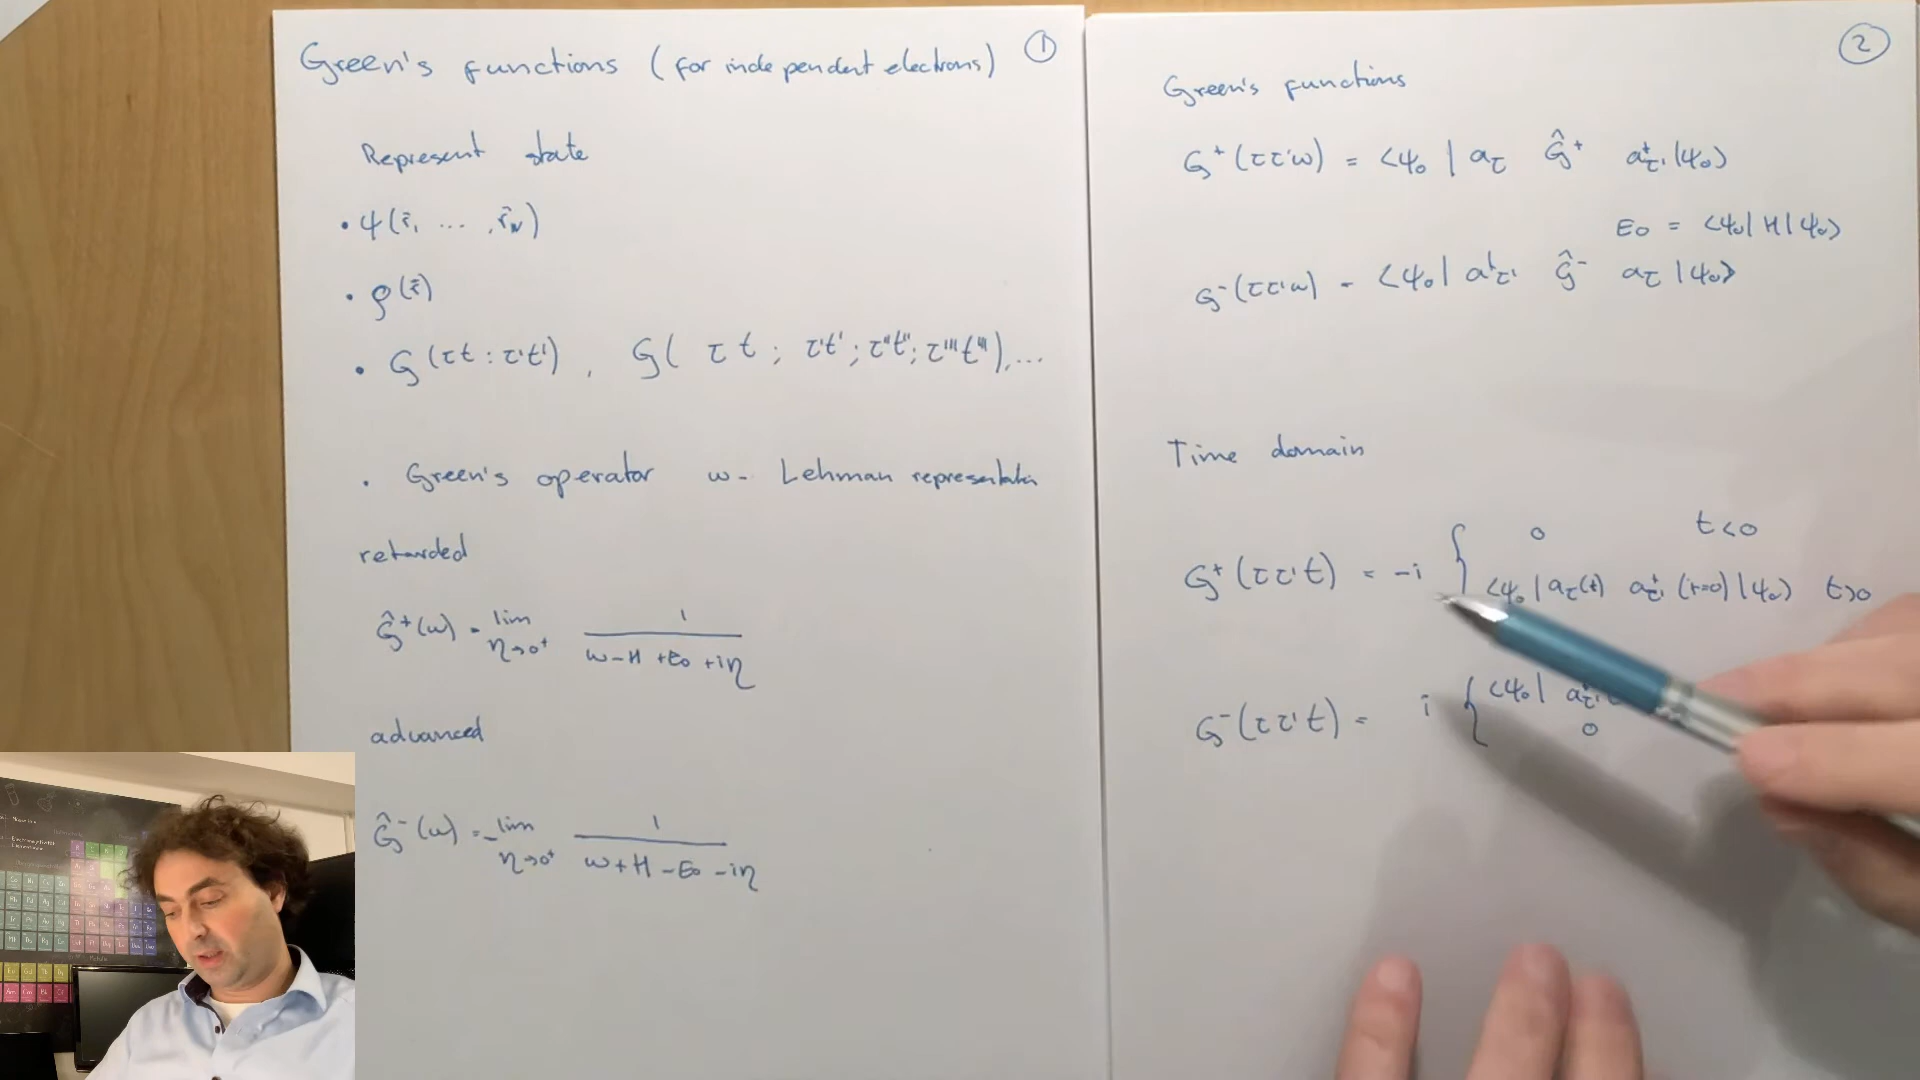 Green's functions (for independent electrons) ①
Represent state
• ψ(r̄, ... , r̄N)
• ρ(r̄)
• G(τt : τ't') , G( τt ; τ't' ; τ''t'' ; τ'''t''' ), ...
• Green's operator ω - Lehman representation
retarded
Ĝ⁺(ω) = lim η→0⁺ 1 / (ω - H + E₀ + iη)
advanced
Ĝ⁻(ω) = - lim η→0⁺ 1 / (ω + H - E₀ - iη)
②
Green's functions
G⁺(ττ'ω) = <ψ₀| a_τ Ĝ⁺ a⁺_τ' |ψ₀>
E₀ = <ψ₀|H|ψ₀>
G⁻(ττ'ω) = <ψ₀| a⁺_τ' Ĝ⁻ a_τ |ψ₀>
Time domain
G⁺(ττ't) = -i { 0 t<0
<ψ₀| a_τ(t) a⁺_τ' (t=0) |ψ₀> t>0
G⁻(ττ't) = i { <ψ₀| a⁺_τ'
0